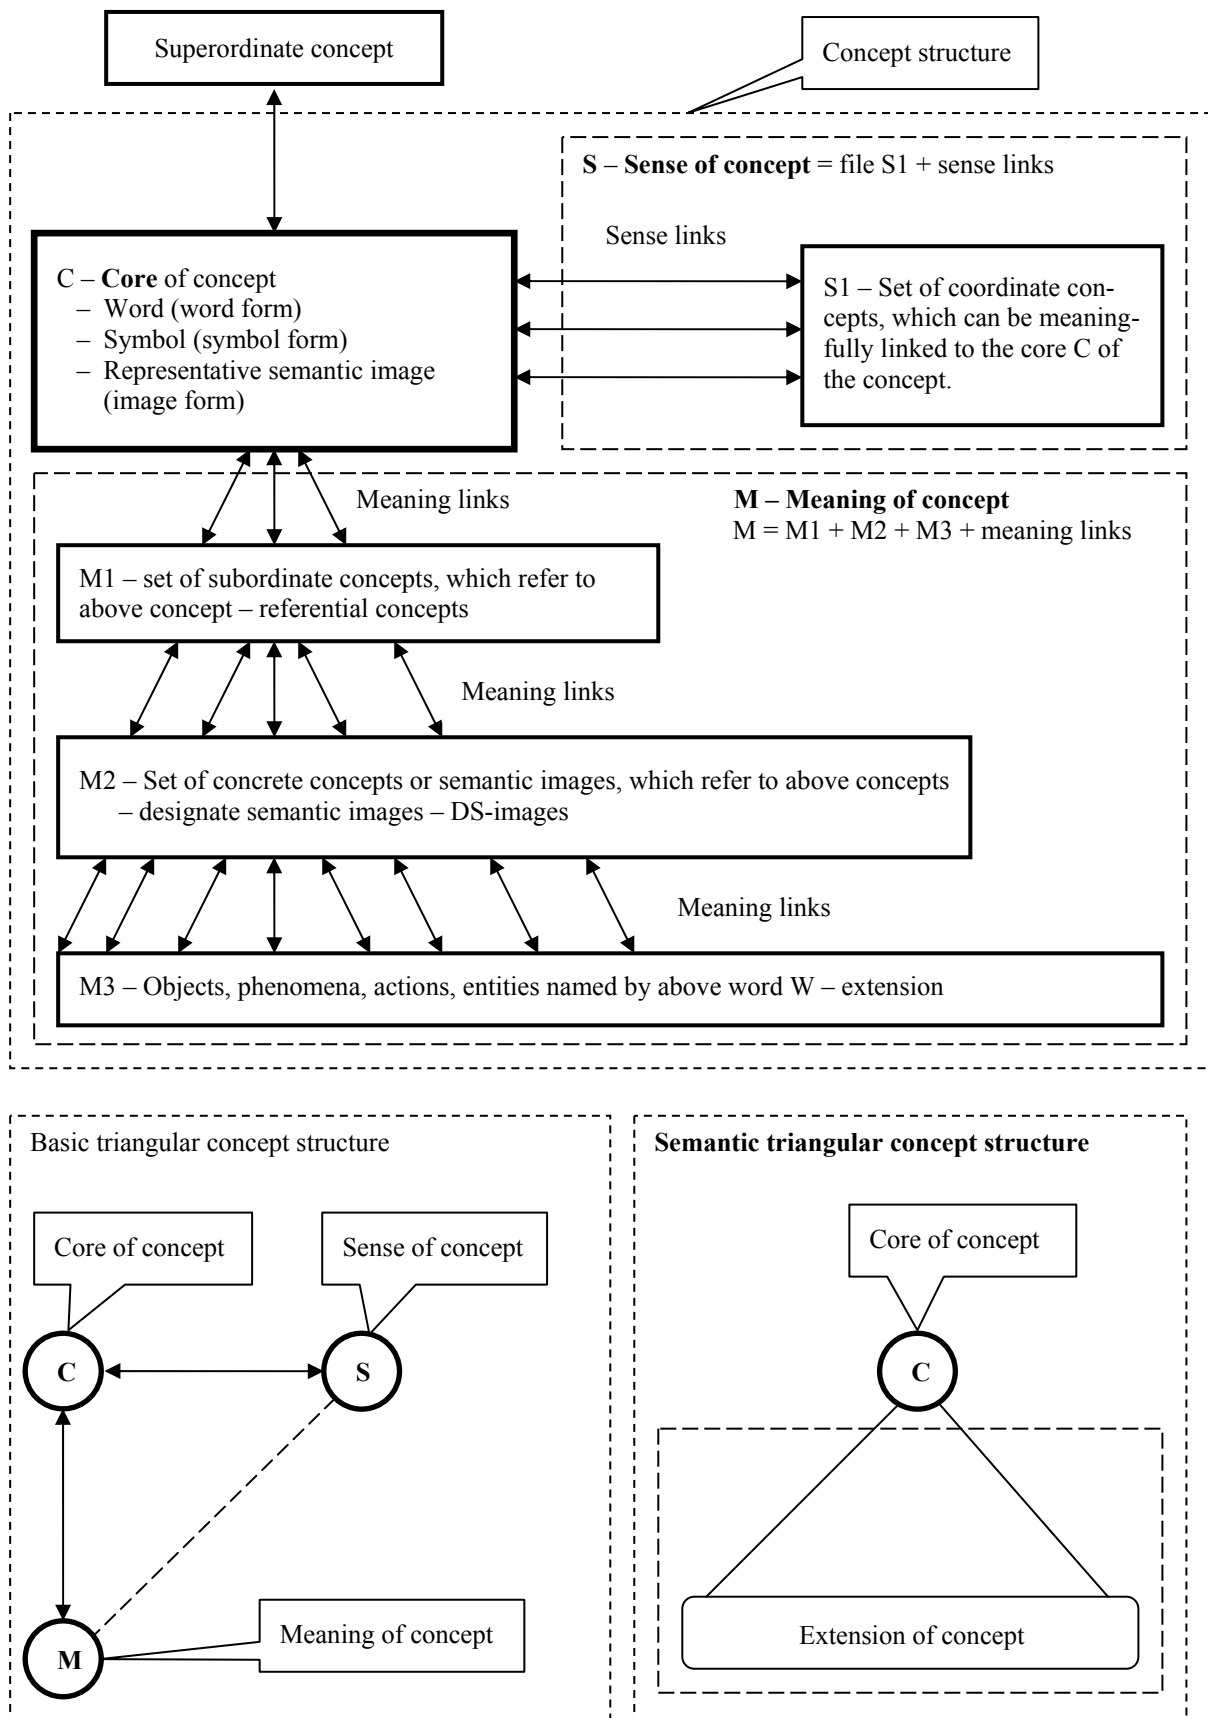 Superordinate concept
Concept structure
S – Sense of concept = file S1 + sense links
Sense links
C – Core of concept
– Word (word form)
– Symbol (symbol form)
– Representative semantic image
(image form)
S1 – Set of coordinate con-
cepts, which can be meaning-
fully linked to the core C of
the concept.
Meaning links
M – Meaning of concept
M = M1 + M2 + M3 + meaning links
M1 – set of subordinate concepts, which refer to
above concept – referential concepts
Meaning links
M2 – Set of concrete concepts or semantic images, which refer to above concepts
– designate semantic images – DS-images
Meaning links
M3 – Objects, phenomena, actions, entities named by above word W – extension
Basic triangular concept structure
Core of concept
Sense of concept
C
S
M
Meaning of concept
Semantic triangular concept structure
Core of concept
C
Extension of concept